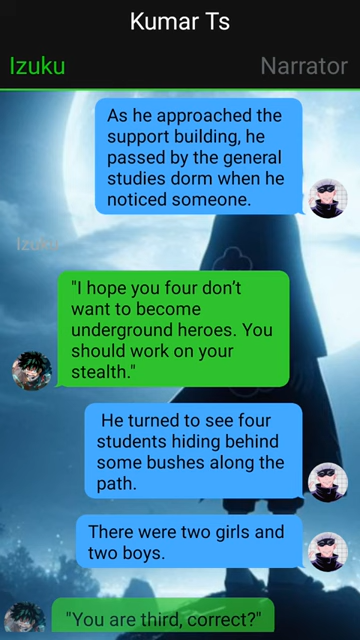 Kumar Ts
Izuku
Narrator
As he approached the
support building, he
passed by the general
studies dorm when he
noticed someone.
Izuku
"I hope you four don’t
want to become
underground heroes. You
should work on your
stealth."
He turned to see four
students hiding behind
some bushes along the
path.
There were two girls and
two boys.
"You are third, correct?"